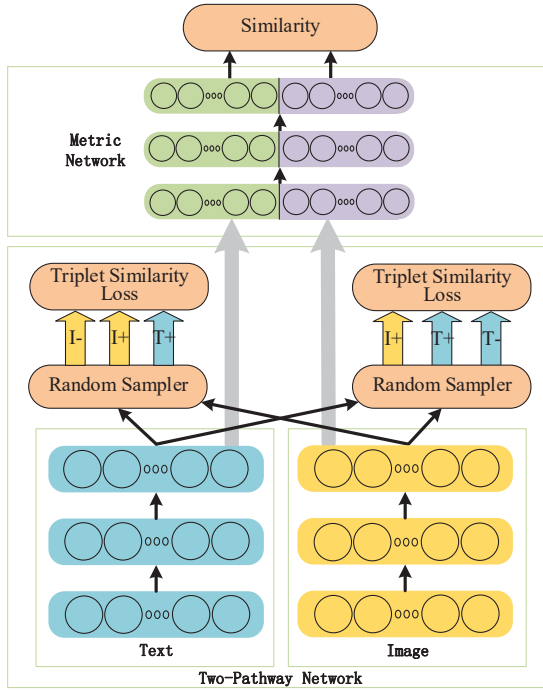 Similarity
Metric
Network
Triplet Similarity
Loss
Triplet Similarity
Loss
I- I+ T+
I+ T+ T-
Random Sampler
Random Sampler
Text
Image
Two-Pathway Network